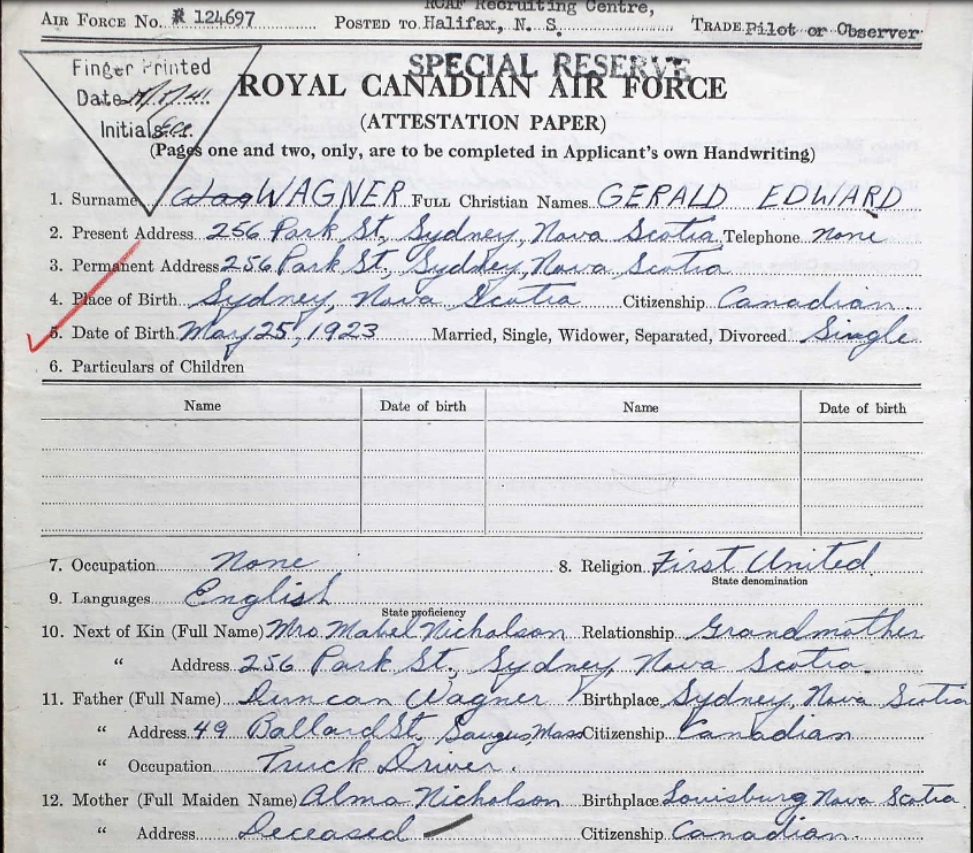 RCAF Recruiting Centre,
AIR FORCE No. R 124697 POSTED TO Halifax, N. S. TRADE Pilot or Observer
Finger Printed
Date
Initials
SPECIAL RESERVE
ROYAL CANADIAN AIR FORCE
(ATTESTATION PAPER)
(Pages one and two, only, are to be completed in Applicant's own Handwriting)
1. Surname Wag WAGNER FULL Christian Names GERALD EDWARD
2. Present Address 256 Park St, Sydney, Nova Scotia, Telephone none
3. Permanent Address 256 Park St, Sydney, Nova Scotia
4. Place of Birth Sydney, Nova Scotia Citizenship Canadian
5. Date of Birth May 25, 1923 Married, Single, Widower, Separated, Divorced Single
6. Particulars of Children
Name Date of birth Name Date of birth
7. Occupation None 8. Religion First United
State denomination
9. Languages English
State proficiency
10. Next of Kin (Full Name) Mrs. Mabel Nicholson Relationship Grandmother
" Address 256 Park St., Sydney, Nova Scotia
11. Father (Full Name) Duncan Wagner Birthplace Sydney, Nova Scotia
" Address 49 Ballard St, Saugus, Mass Citizenship Canadian
" Occupation Truck Driver.
12. Mother (Full Maiden Name) Alma Nicholson Birthplace Louisburg Nova Scotia
" Address Deceased Citizenship Canadian.